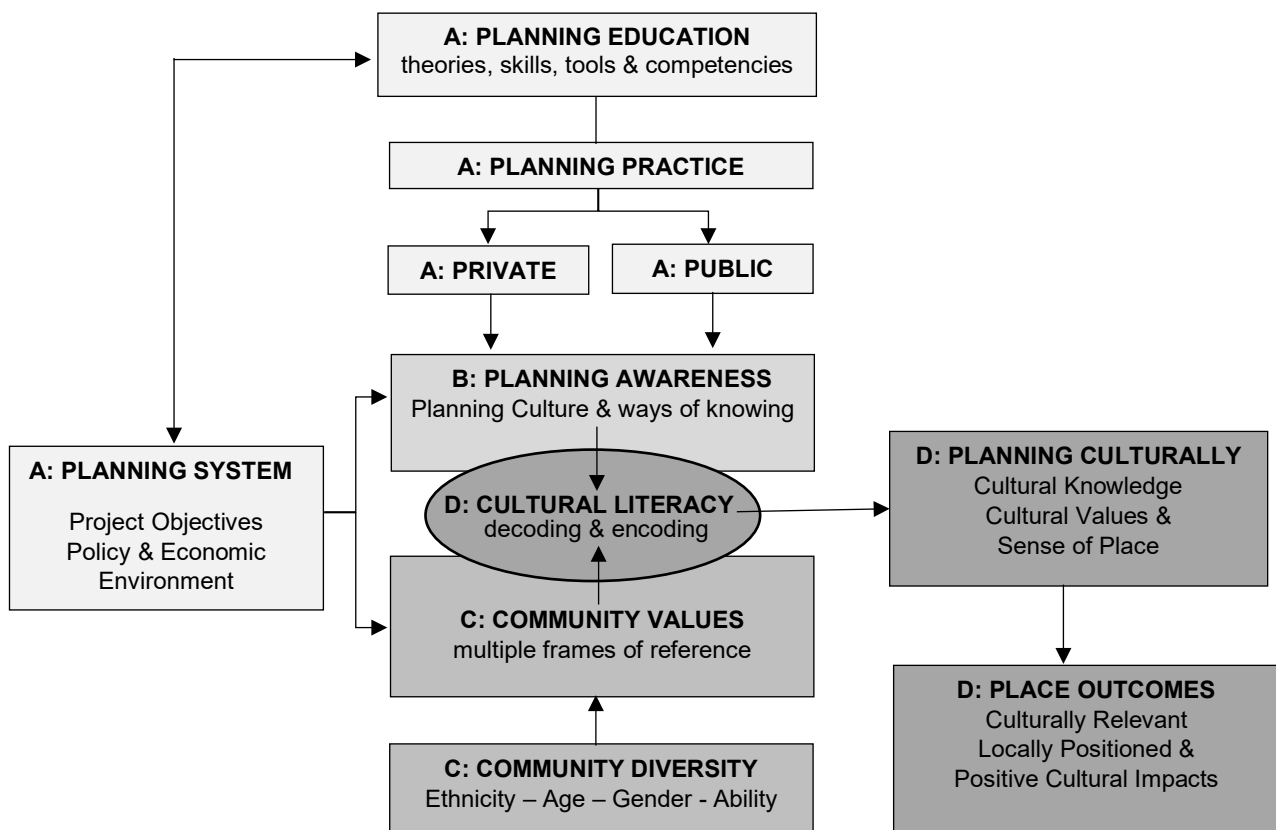 A: PLANNING EDUCATION
theories, skills, tools & competencies
A: PLANNING PRACTICE
A: PRIVATE
A: PUBLIC
B: PLANNING AWARENESS
Planning Culture & ways of knowing
A: PLANNING SYSTEM
Project Objectives
Policy & Economic
Environment
D: CULTURAL LITERACY
decoding & encoding
C: COMMUNITY VALUES
multiple frames of reference
C: COMMUNITY DIVERSITY
Ethnicity – Age – Gender - Ability
D: PLANNING CULTURALLY
Cultural Knowledge
Cultural Values &
Sense of Place
D: PLACE OUTCOMES
Culturally Relevant
Locally Positioned &
Positive Cultural Impacts